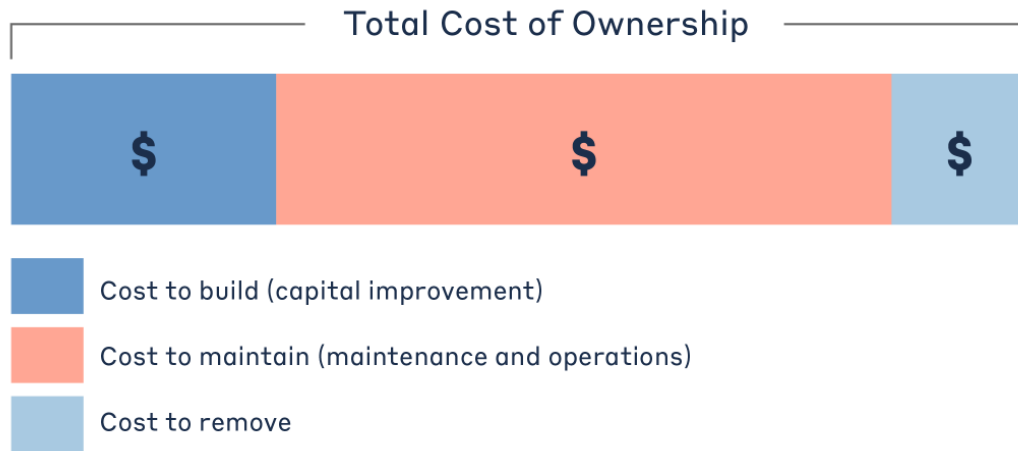 Total Cost of Ownership
$ $ $
Cost to build (capital improvement)
Cost to maintain (maintenance and operations)
Cost to remove